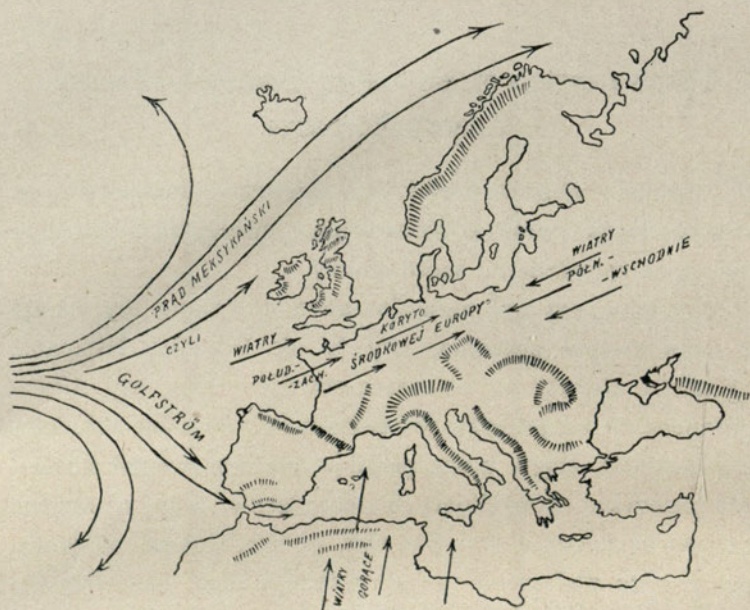 PRĄD MEKSYKAŃSKI
CZYLI
GOLFSTRÖM
WIATRY
POŁUD.-
-ZACH.
KORYTO
ŚRODKOWEJ EUROPY"
WIATRY
PÓŁN.-
-WSCHODNIE
WIATRY
GORĄCE